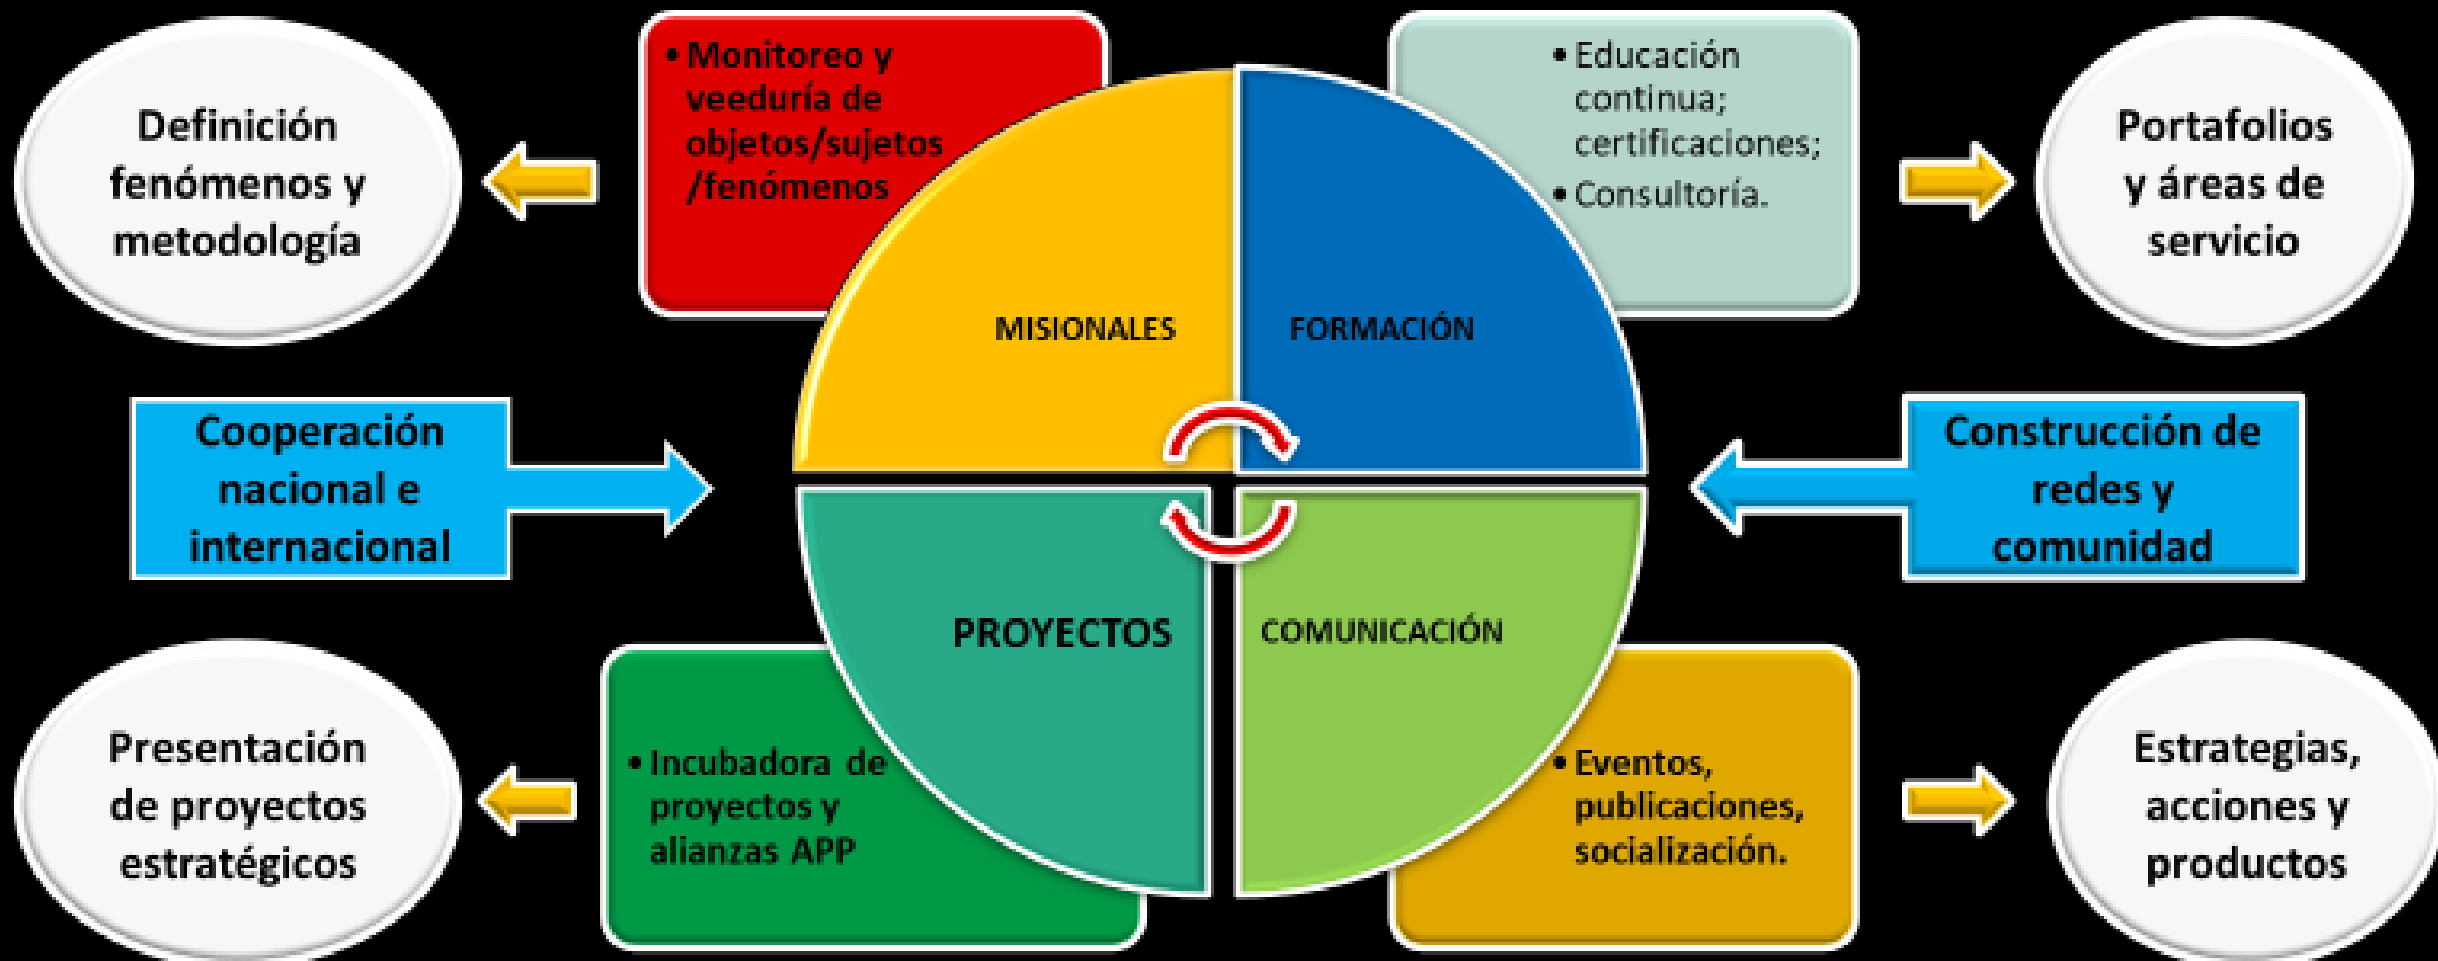 Definición
fenómenos y
metodología
• Monitoreo y
veeduría de
objetos/sujetos
/fenómenos
• Educación
continua;
certificaciones;
• Consultoría.
Portafolios
y áreas de
servicio
MISIONALES
FORMACIÓN
Cooperación
nacional e
internacional
Construcción de
redes y
comunidad
PROYECTOS
COMUNICACIÓN
Presentación
de proyectos
estratégicos
• Incubadora de
proyectos y
alianzas APP
• Eventos,
publicaciones,
socialización.
Estrategias,
acciones y
productos